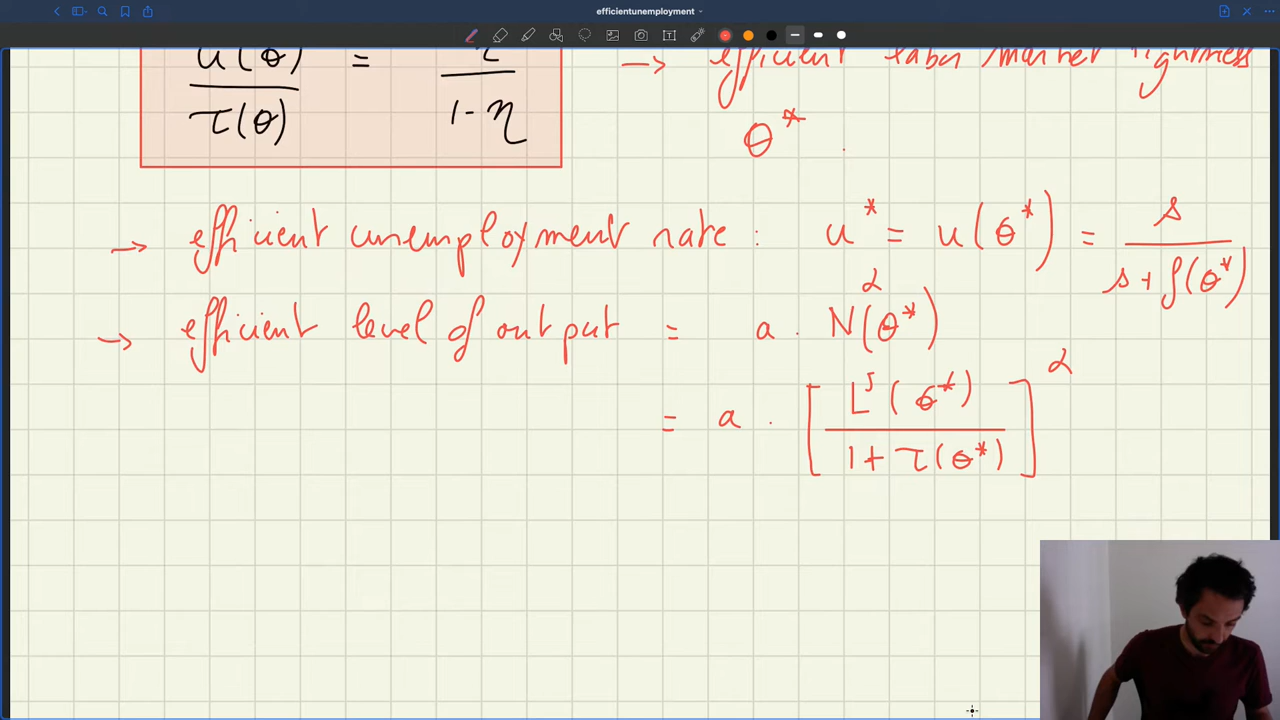 efficientunemployment
u(θ) / τ(θ) = η / 1-η → efficient labor market tightness
θ* .
→ efficient unemployment rate : u* = u(θ*) = s / s+f(θ*)
→ efficient level of output = a . N(θ*)^α
= a . [ L^s(θ*) / 1+τ(θ*) ]^α